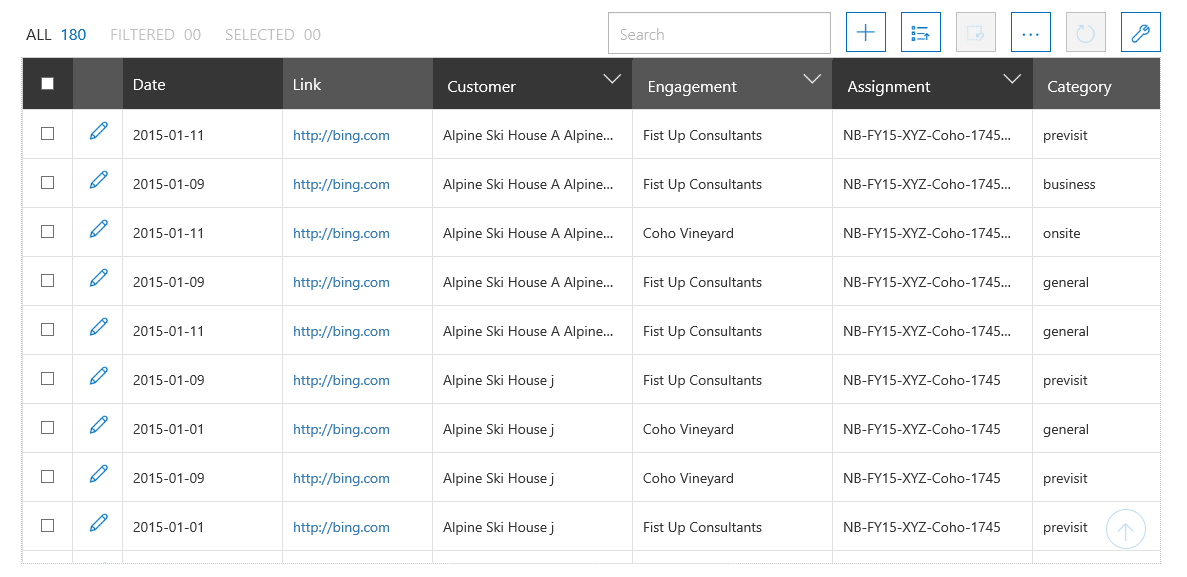 ALL 180 FILTERED 00 SELECTED 00 Search
Date Link Customer Engagement Assignment Category
2015-01-11 http://bing.com Alpine Ski House A Alpine... Fist Up Consultants NB-FY15-XYZ-Coho-1745... previsit
2015-01-09 http://bing.com Alpine Ski House A Alpine... Fist Up Consultants NB-FY15-XYZ-Coho-1745... business
2015-01-11 http://bing.com Alpine Ski House A Alpine... Coho Vineyard NB-FY15-XYZ-Coho-1745... onsite
2015-01-09 http://bing.com Alpine Ski House A Alpine... Fist Up Consultants NB-FY15-XYZ-Coho-1745... general
2015-01-11 http://bing.com Alpine Ski House A Alpine... Fist Up Consultants NB-FY15-XYZ-Coho-1745... general
2015-01-09 http://bing.com Alpine Ski House j Fist Up Consultants NB-FY15-XYZ-Coho-1745 previsit
2015-01-01 http://bing.com Alpine Ski House j Coho Vineyard NB-FY15-XYZ-Coho-1745 general
2015-01-09 http://bing.com Alpine Ski House j Coho Vineyard NB-FY15-XYZ-Coho-1745 previsit
2015-01-01 http://bing.com Alpine Ski House j Fist Up Consultants NB-FY15-XYZ-Coho-1745 previsit